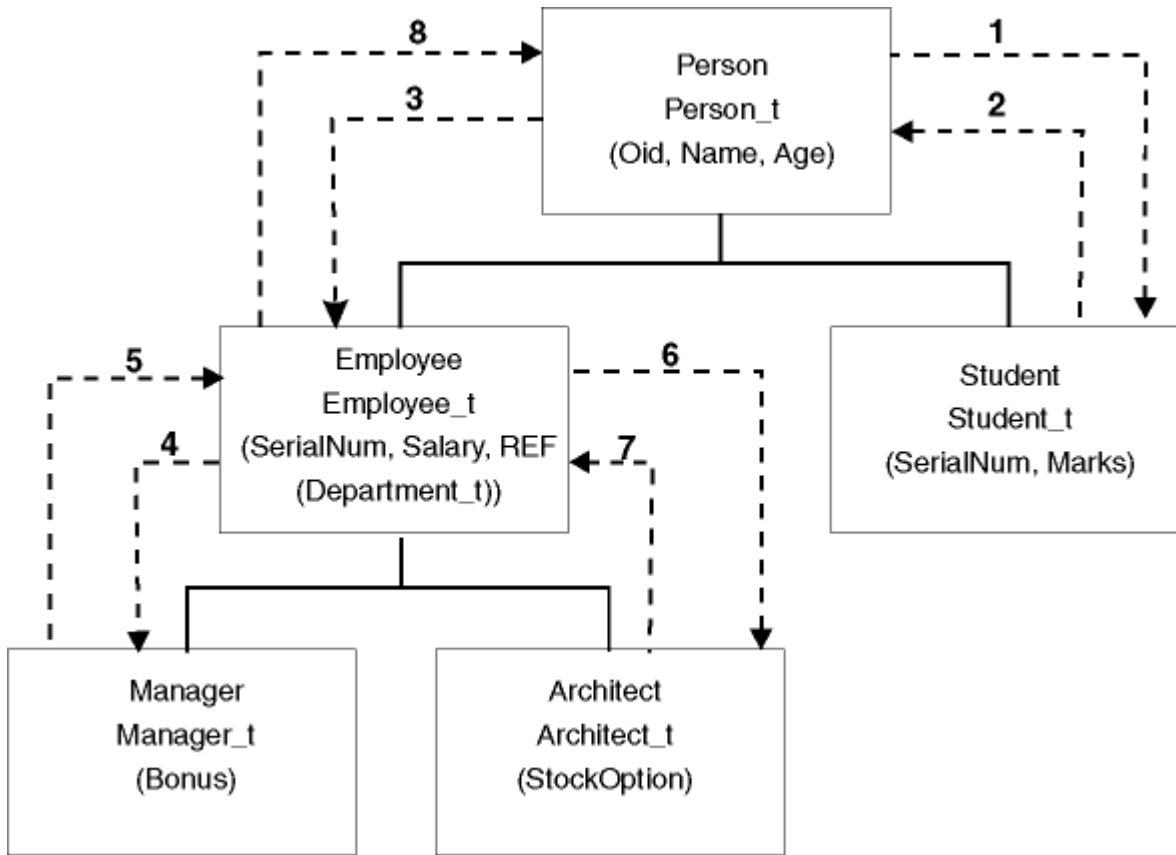 8
1
Person
3
Person_t
2
(Oid, Name, Age)
Employee
5
6
Employee_t
Student
4
(SerialNum, Salary, REF
7
Student_t
(Department_t))
(SerialNum, Marks)
Manager
Manager_t
(Bonus)
Architect
Architect_t
(StockOption)